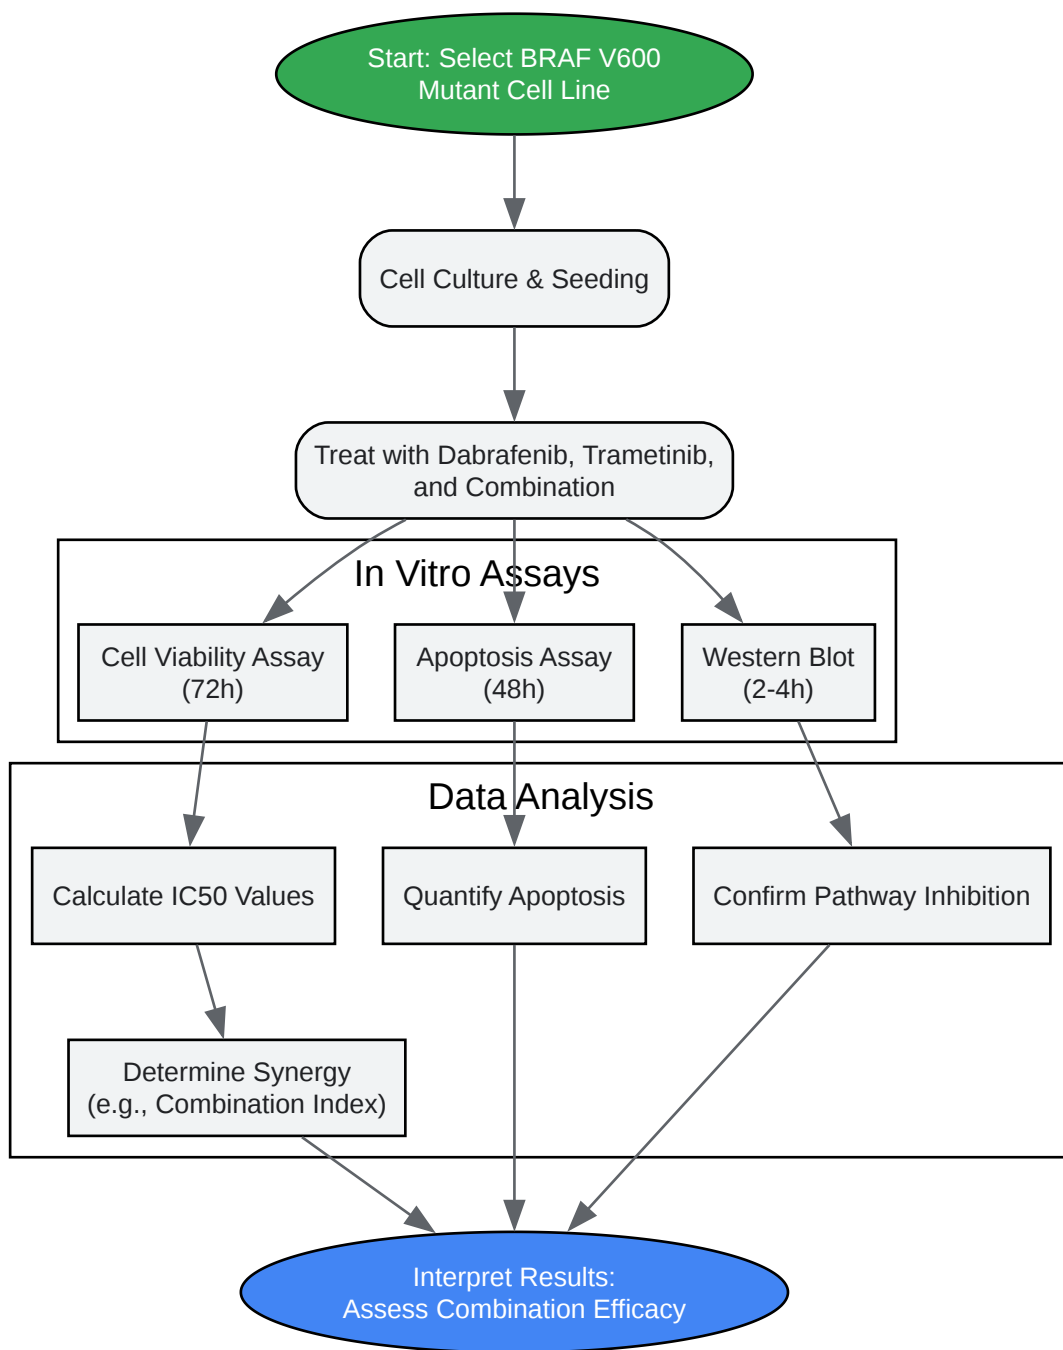 Start: Select BRAF V600
Mutant Cell Line
Cell Culture & Seeding
Treat with Dabrafenib, Trametinib,
and Combination
In Vitro Assays
Cell Viability Assay
(72h)
Apoptosis Assay
(48h)
Western Blot
(2-4h)
Data Analysis
Calculate IC50 Values
Quantify Apoptosis
Confirm Pathway Inhibition
Determine Synergy
(e.g., Combination Index)
Interpret Results:
Assess Combination Efficacy